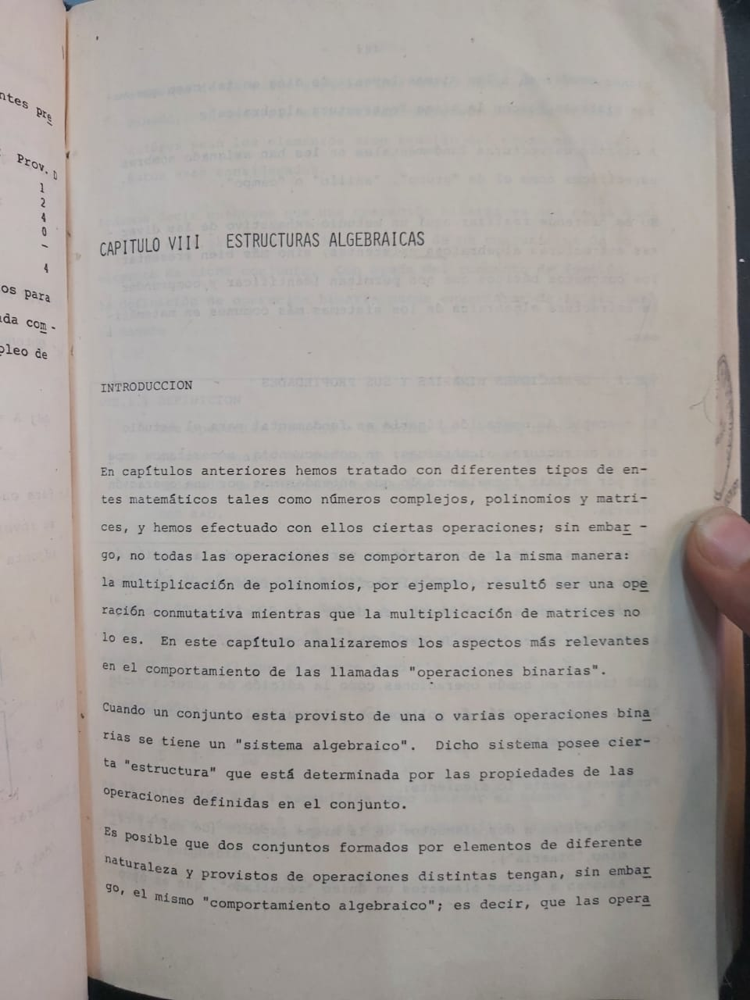 ntes pre
Prov. D
1
2
4
0
—
4
os para
ada com-
pleo de
CAPITULO VIII ESTRUCTURAS ALGEBRAICAS
INTRODUCCION
En capítulos anteriores hemos tratado con diferentes tipos de en-
tes matemáticos tales como números complejos, polinomios y matri-
ces, y hemos efectuado con ellos ciertas operaciones; sin embar -
go, no todas las operaciones se comportaron de la misma manera:
la multiplicación de polinomios, por ejemplo, resultó ser una ope
ración conmutativa mientras que la multiplicación de matrices no
lo es. En este capítulo analizaremos los aspectos más relevantes
en el comportamiento de las llamadas "operaciones binarias".
Cuando un conjunto esta provisto de una o varias operaciones bina
rias se tiene un "sistema algebraico". Dicho sistema posee cier-
ta "estructura" que está determinada por las propiedades de las
operaciones definidas en el conjunto.
Es posible que dos conjuntos formados por elementos de diferente
naturaleza y provistos de operaciones distintas tengan, sin embar
go, el mismo "comportamiento algebraico"; es decir, que las opera